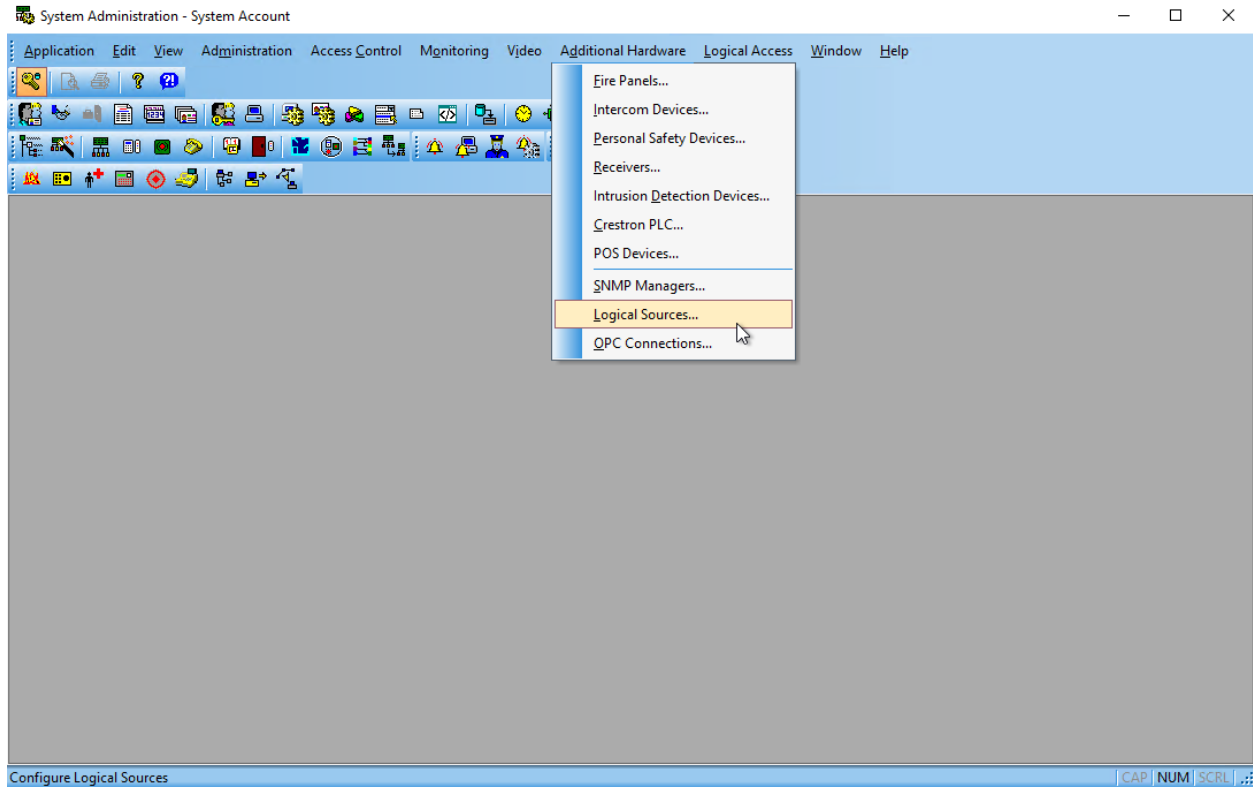 System Administration - System Account
Application Edit View Administration Access Control Monitoring Video Additional Hardware Logical Access Window Help
Fire Panels...
Intercom Devices...
Personal Safety Devices...
Receivers...
Intrusion Detection Devices...
Crestron PLC...
POS Devices...
SNMP Managers...
Logical Sources...
OPC Connections...
Configure Logical Sources
CAP NUM SCRL